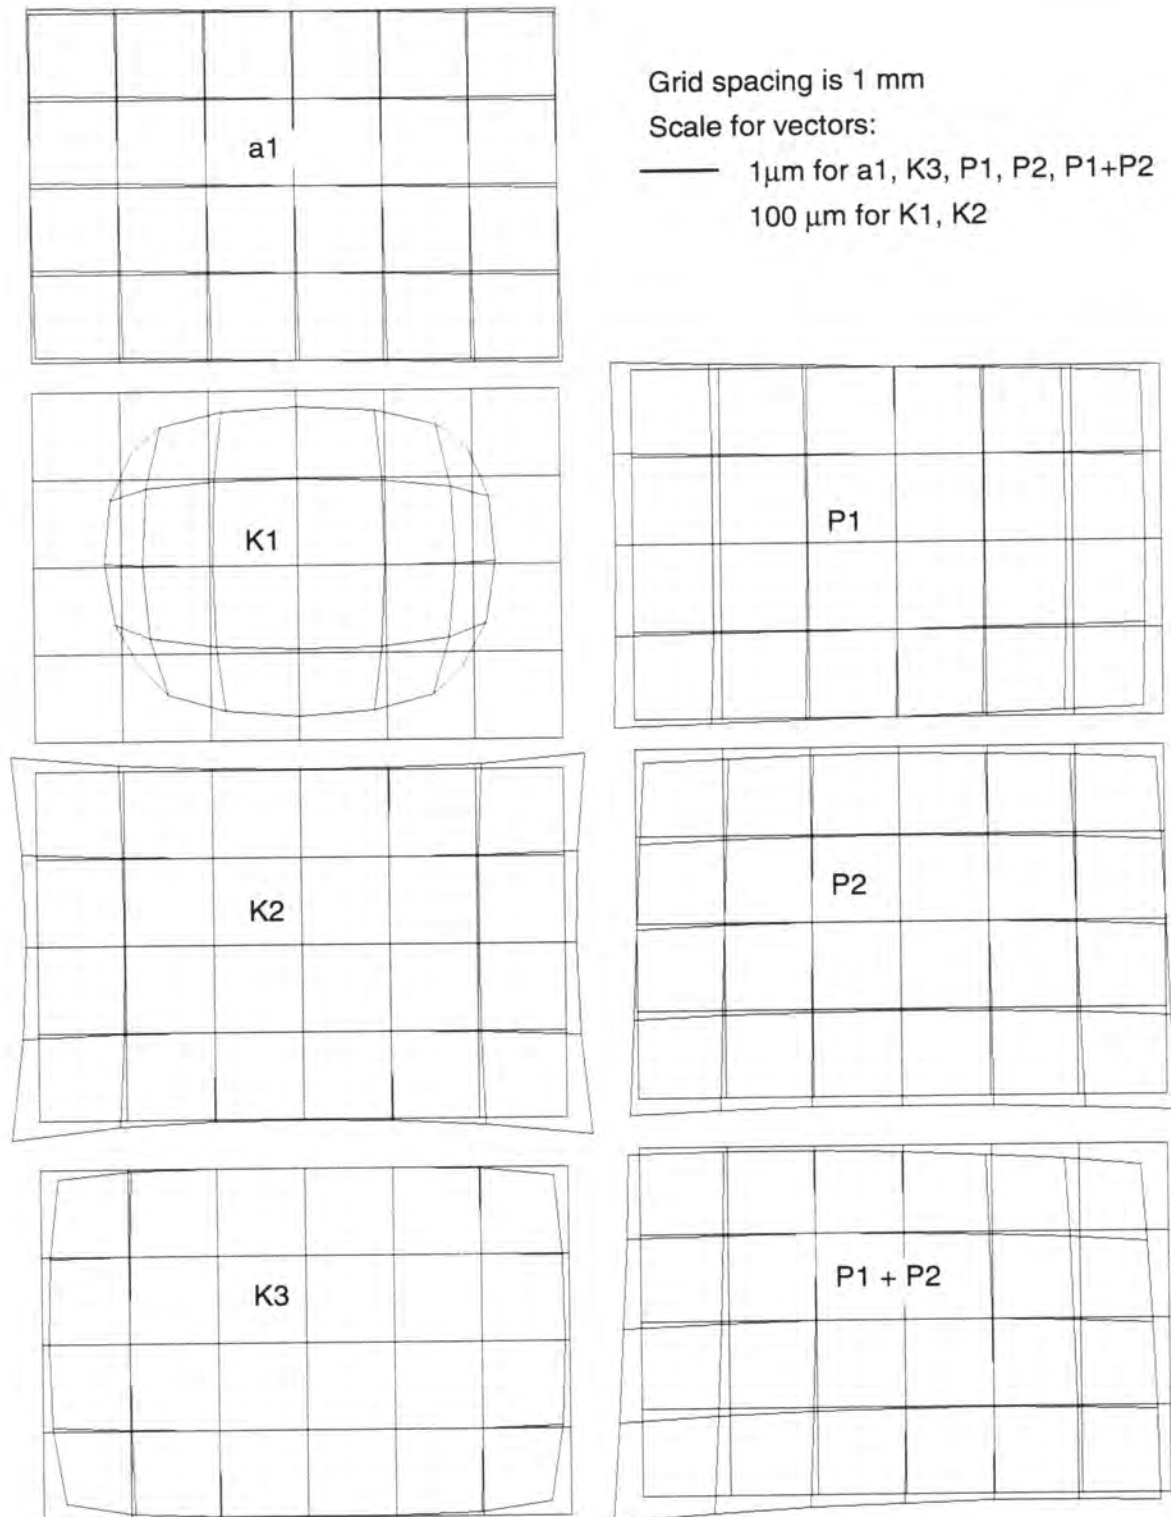 Grid spacing is 1 mm
Scale for vectors:
1μm for a1, K3, P1, P2, P1+P2
100 μm for K1, K2
a1
K1
P1
K2
P2
K3
P1 + P2